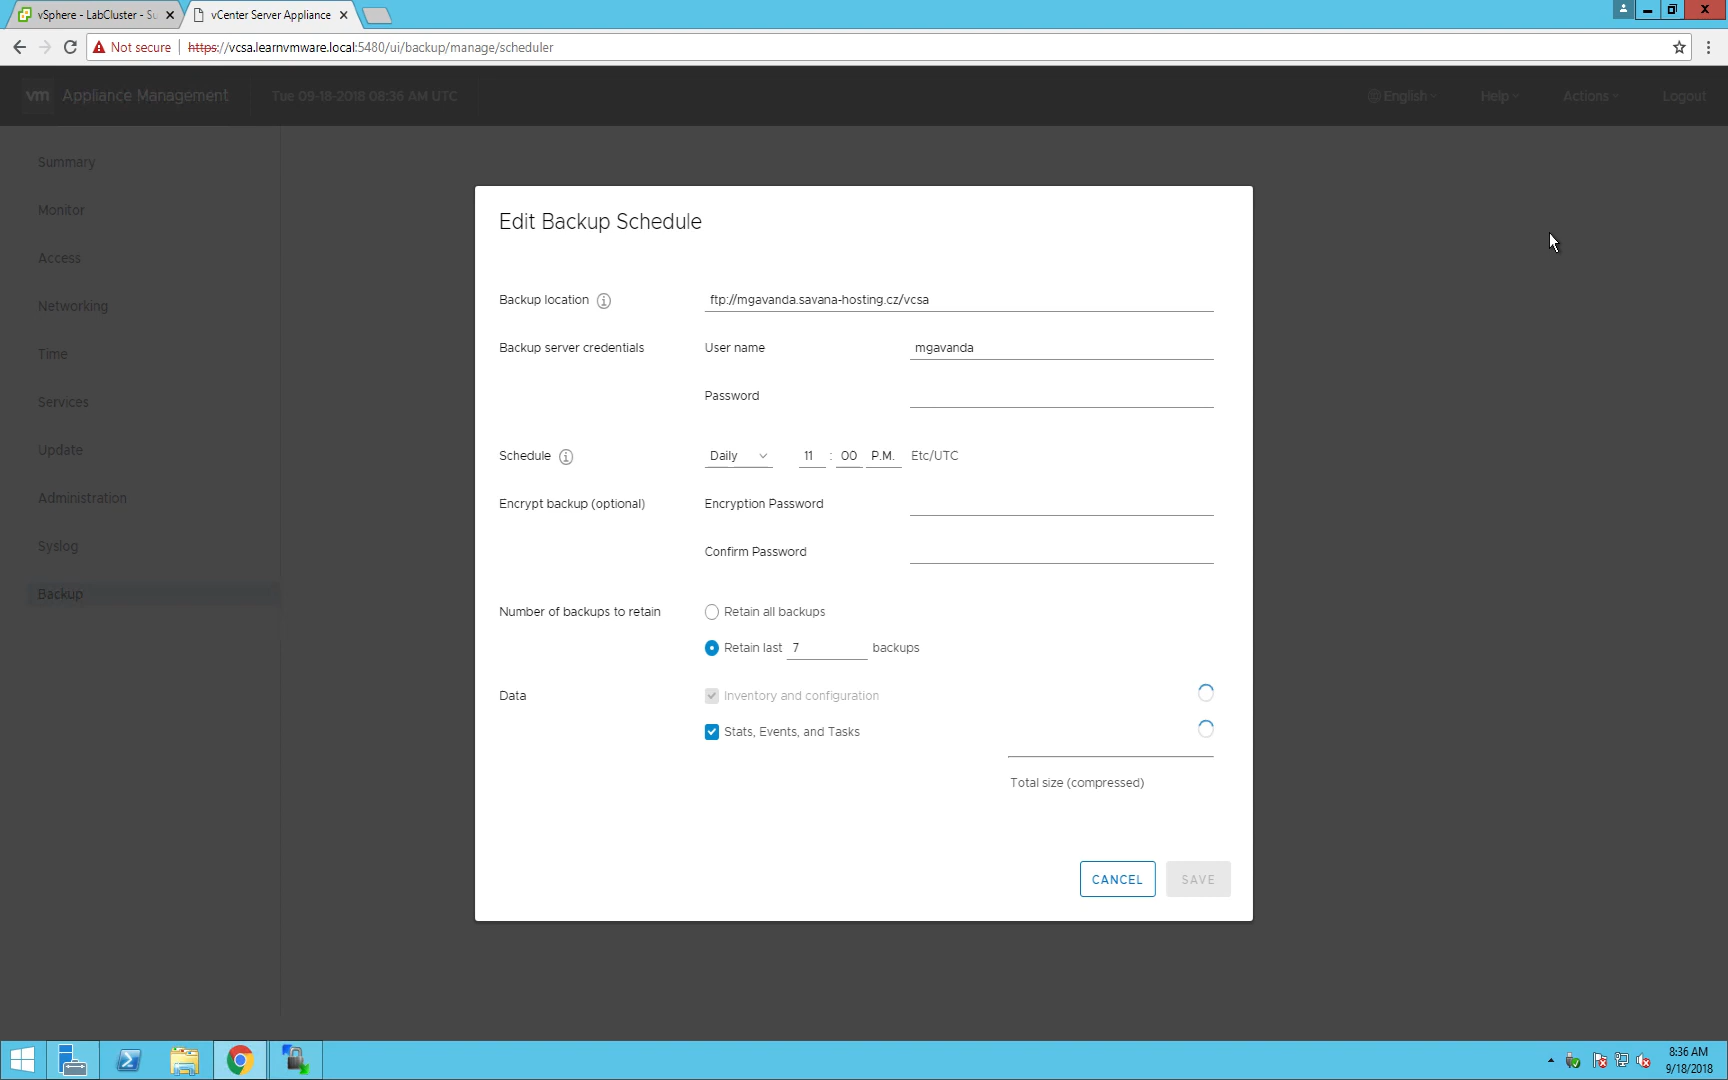 vSphere - LabCluster - Su
vCenter Server Appliance
Not secure https://vcsa.learnvmware.local:5480/ui/backup/manage/scheduler
vm Appliance Management Tue 09-18-2018 08:36 AM UTC English Help Actions Logout
Summary
Monitor
Access
Networking
Time
Services
Update
Administration
Syslog
Backup
Edit Backup Schedule
Backup location ftp://mgavanda.savana-hosting.cz/vcsa
Backup server credentials User name mgavanda
Password
Schedule Daily 11 : 00 P.M. Etc/UTC
Encrypt backup (optional) Encryption Password
Confirm Password
Number of backups to retain Retain all backups
Retain last 7 backups
Data Inventory and configuration
Stats, Events, and Tasks
Total size (compressed)
CANCEL SAVE
8:36 AM
9/18/2018